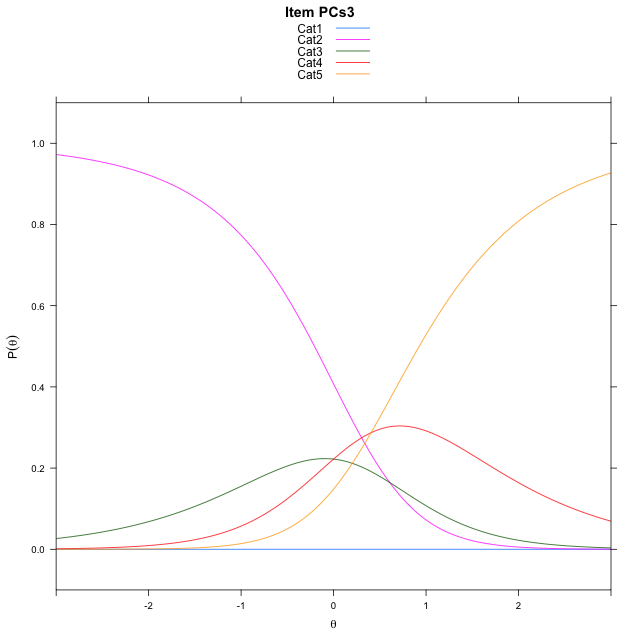 Item PCs3
Cat1
Cat2
Cat3
Cat4
Cat5
1.0
0.8
0.6
0.4
0.2
0.0
P(θ)
-2 -1 0 1 2
θ